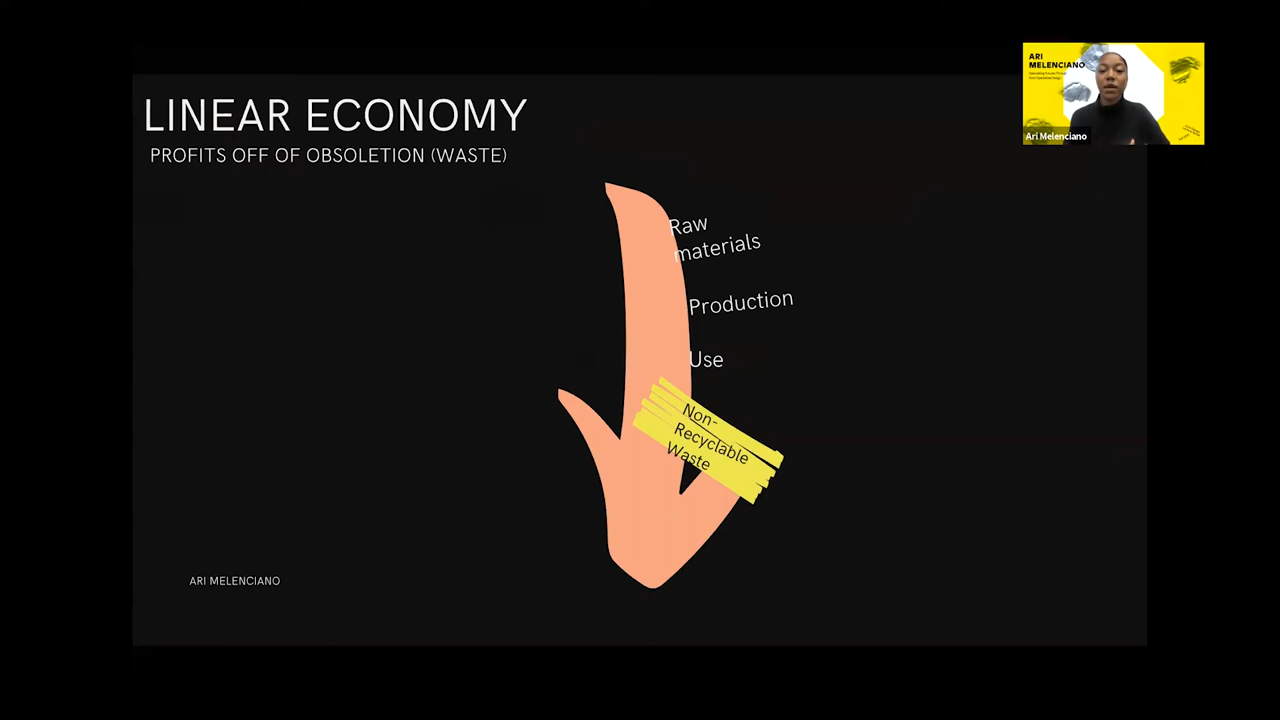 LINEAR ECONOMY
PROFITS OFF OF OBSOLETION (WASTE)
Raw
materials
Production
Use
Non-
Recyclable
Waste
ARI MELENCIANO
ARI
MELENCIANO
Ari Melenciano